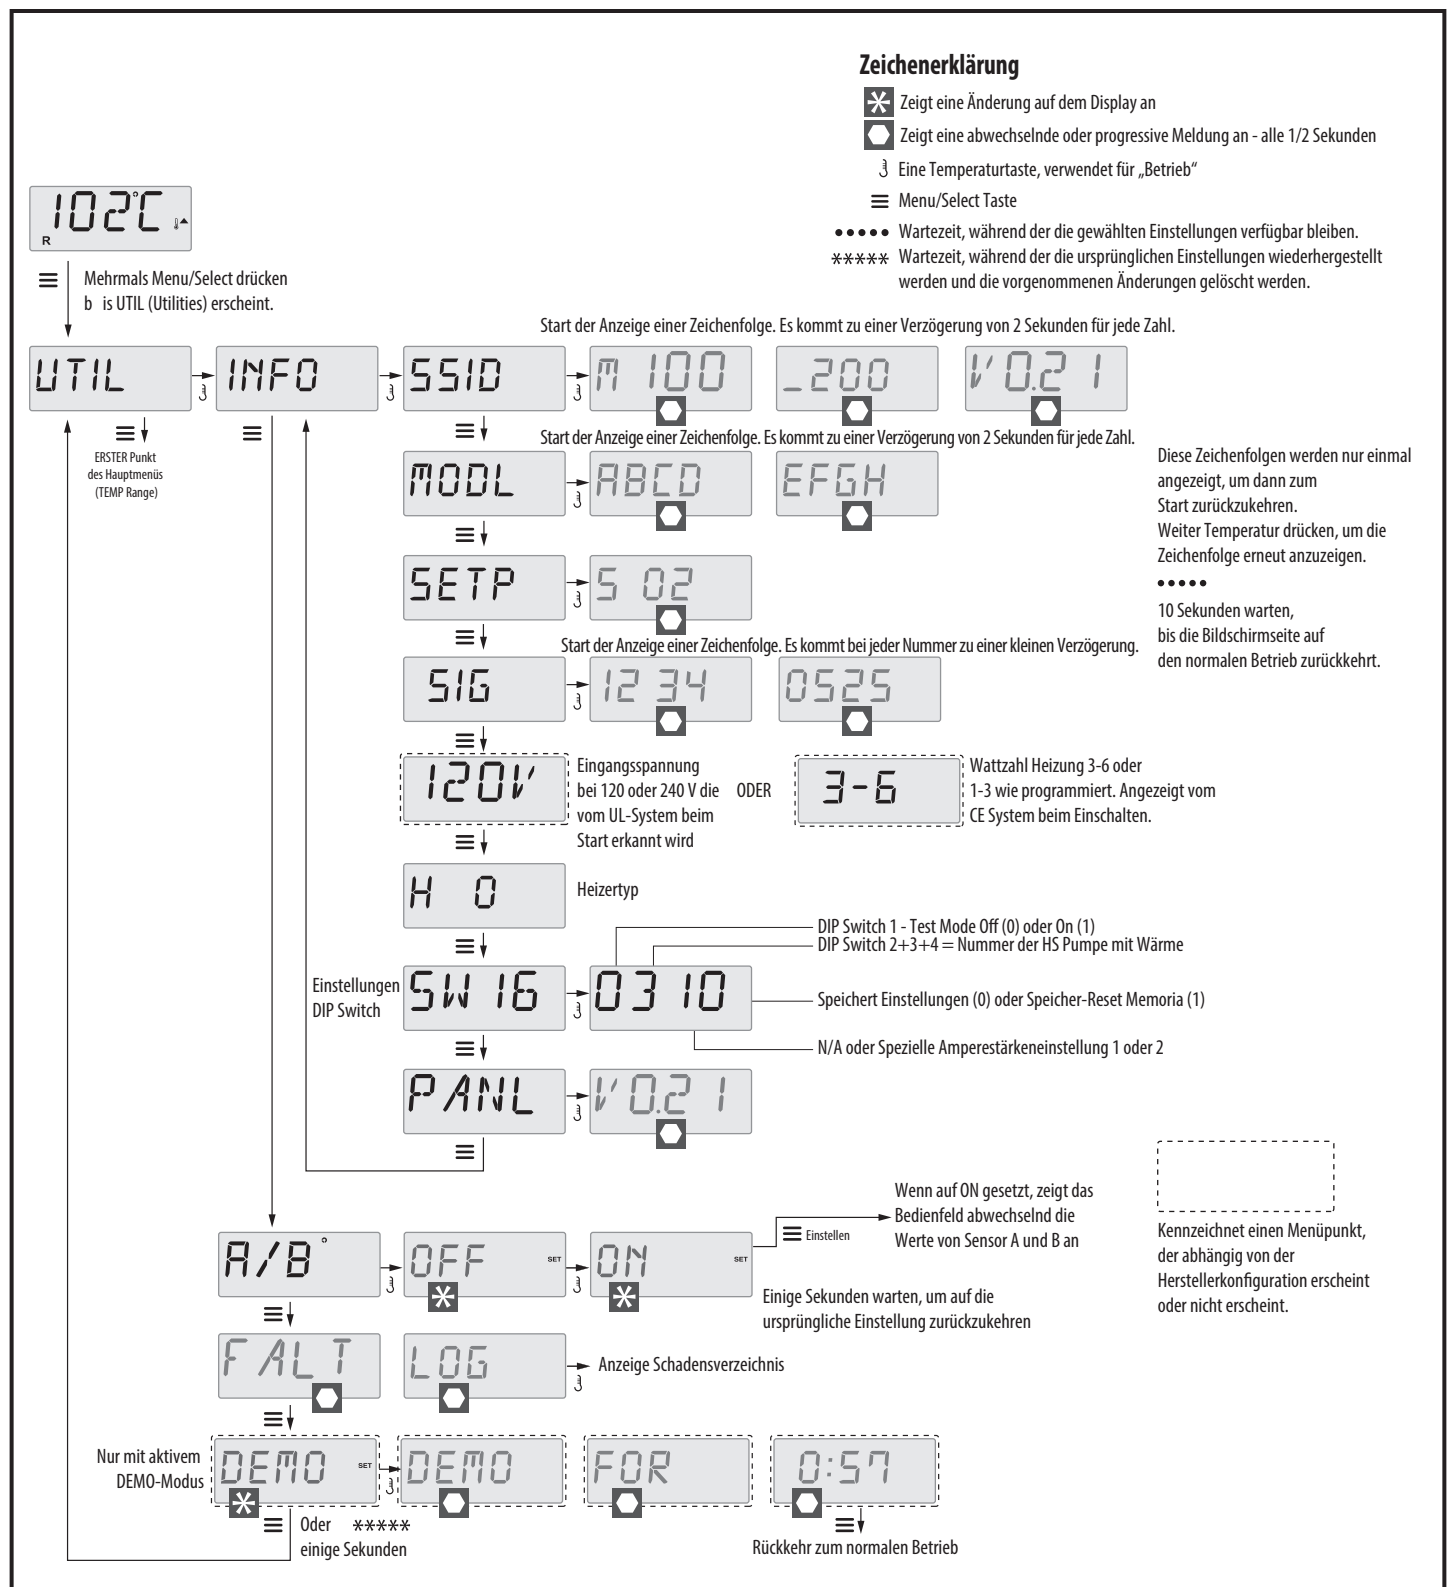 Zeichenerklärung
Zeigt eine Änderung auf dem Display an
Zeigt eine abwechselnde oder progressive Meldung an - alle 1/2 Sekunden
Eine Temperaturtaste, verwendet für „Betrieb“
Menu/Select Taste
••••• Wartezeit, während der die gewählten Einstellungen verfügbar bleiben.
***** Wartezeit, während der die ursprünglichen Einstellungen wiederhergestellt
werden und die vorgenommenen Änderungen gelöscht werden.
102°C
R
Mehrmals Menu/Select drücken
b is UTIL (Utilities) erscheint.
Start der Anzeige einer Zeichenfolge. Es kommt zu einer Verzögerung von 2 Sekunden für jede Zahl.
UTIL
INFO
SSID
M 100
_200
V 0.21
ERSTER Punkt
des Hauptmenüs
(TEMP Range)
Start der Anzeige einer Zeichenfolge. Es kommt zu einer Verzögerung von 2 Sekunden für jede Zahl.
MODL
ABCD
EFGH
Diese Zeichenfolgen werden nur einmal
angezeigt, um dann zum
Start zurückzukehren.
Weiter Temperatur drücken, um die
Zeichenfolge erneut anzuzeigen.
•••••
10 Sekunden warten,
bis die Bildschirmseite auf
den normalen Betrieb zurückkehrt.
SETP
S 02
Start der Anzeige einer Zeichenfolge. Es kommt bei jeder Nummer zu einer kleinen Verzögerung.
SIG
1234
0525
120V
Eingangsspannung
bei 120 oder 240 V die
vom UL-System beim
Start erkannt wird
ODER
3-6
Wattzahl Heizung 3-6 oder
1-3 wie programmiert. Angezeigt vom
CE System beim Einschalten.
H 0
Heizertyp
DIP Switch 1 - Test Mode Off (0) oder On (1)
DIP Switch 2+3+4 = Nummer der HS Pumpe mit Wärme
Einstellungen
DIP Switch
SW 16
0310
Speichert Einstellungen (0) oder Speicher-Reset Memoria (1)
N/A oder Spezielle Amperestärkeneinstellung 1 oder 2
PANL
V 0.21
Wenn auf ON gesetzt, zeigt das
Bedienfeld abwechselnd die
Werte von Sensor A und B an
Einstellen
Kennzeichnet einen Menüpunkt,
der abhängig von der
Herstellerkonfiguration erscheint
oder nicht erscheint.
A/B°
OFF
SET
ON
SET
Einige Sekunden warten, um auf die
ursprüngliche Einstellung zurückzukehren
FALT
LOG
Anzeige Schadensverzeichnis
Nur mit aktivem
DEMO-Modus
DEMO
SET
DEMO
FOR
0:57
Oder *****
einige Sekunden
Rückkehr zum normalen Betrieb